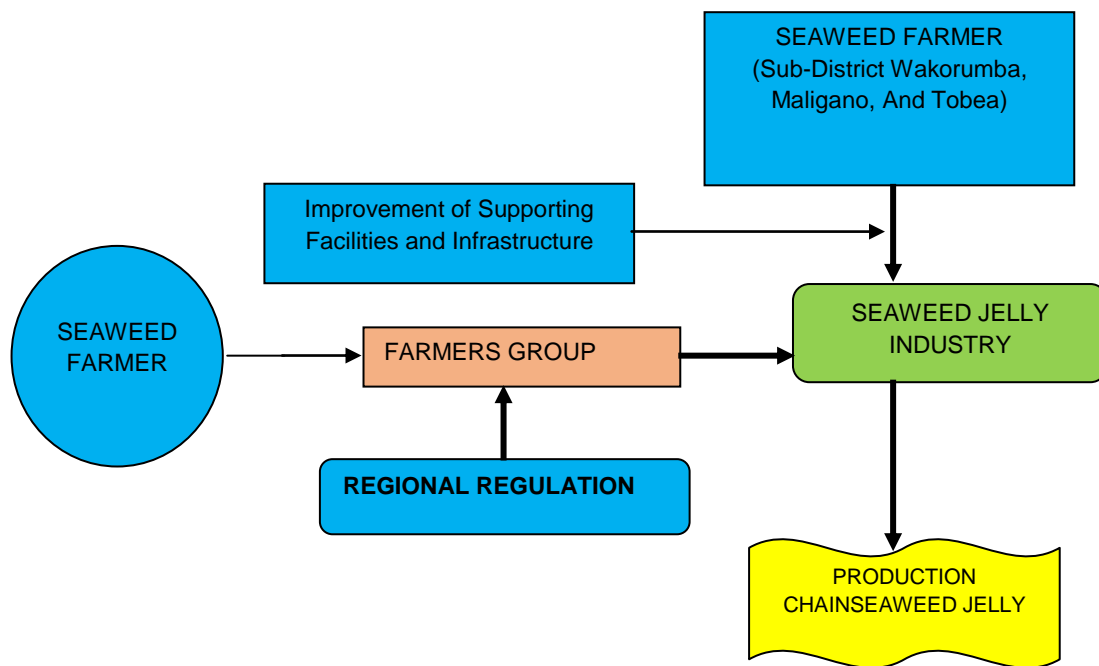 SEAWEED FARMER
(Sub-District Wakorumba,
Maligano, And Tobea)
Improvement of Supporting
Facilities and Infrastructure
SEAWEED
FARMER
FARMERS GROUP
SEAWEED JELLY
INDUSTRY
REGIONAL REGULATION
PRODUCTION
CHAINSEAWEED JELLY